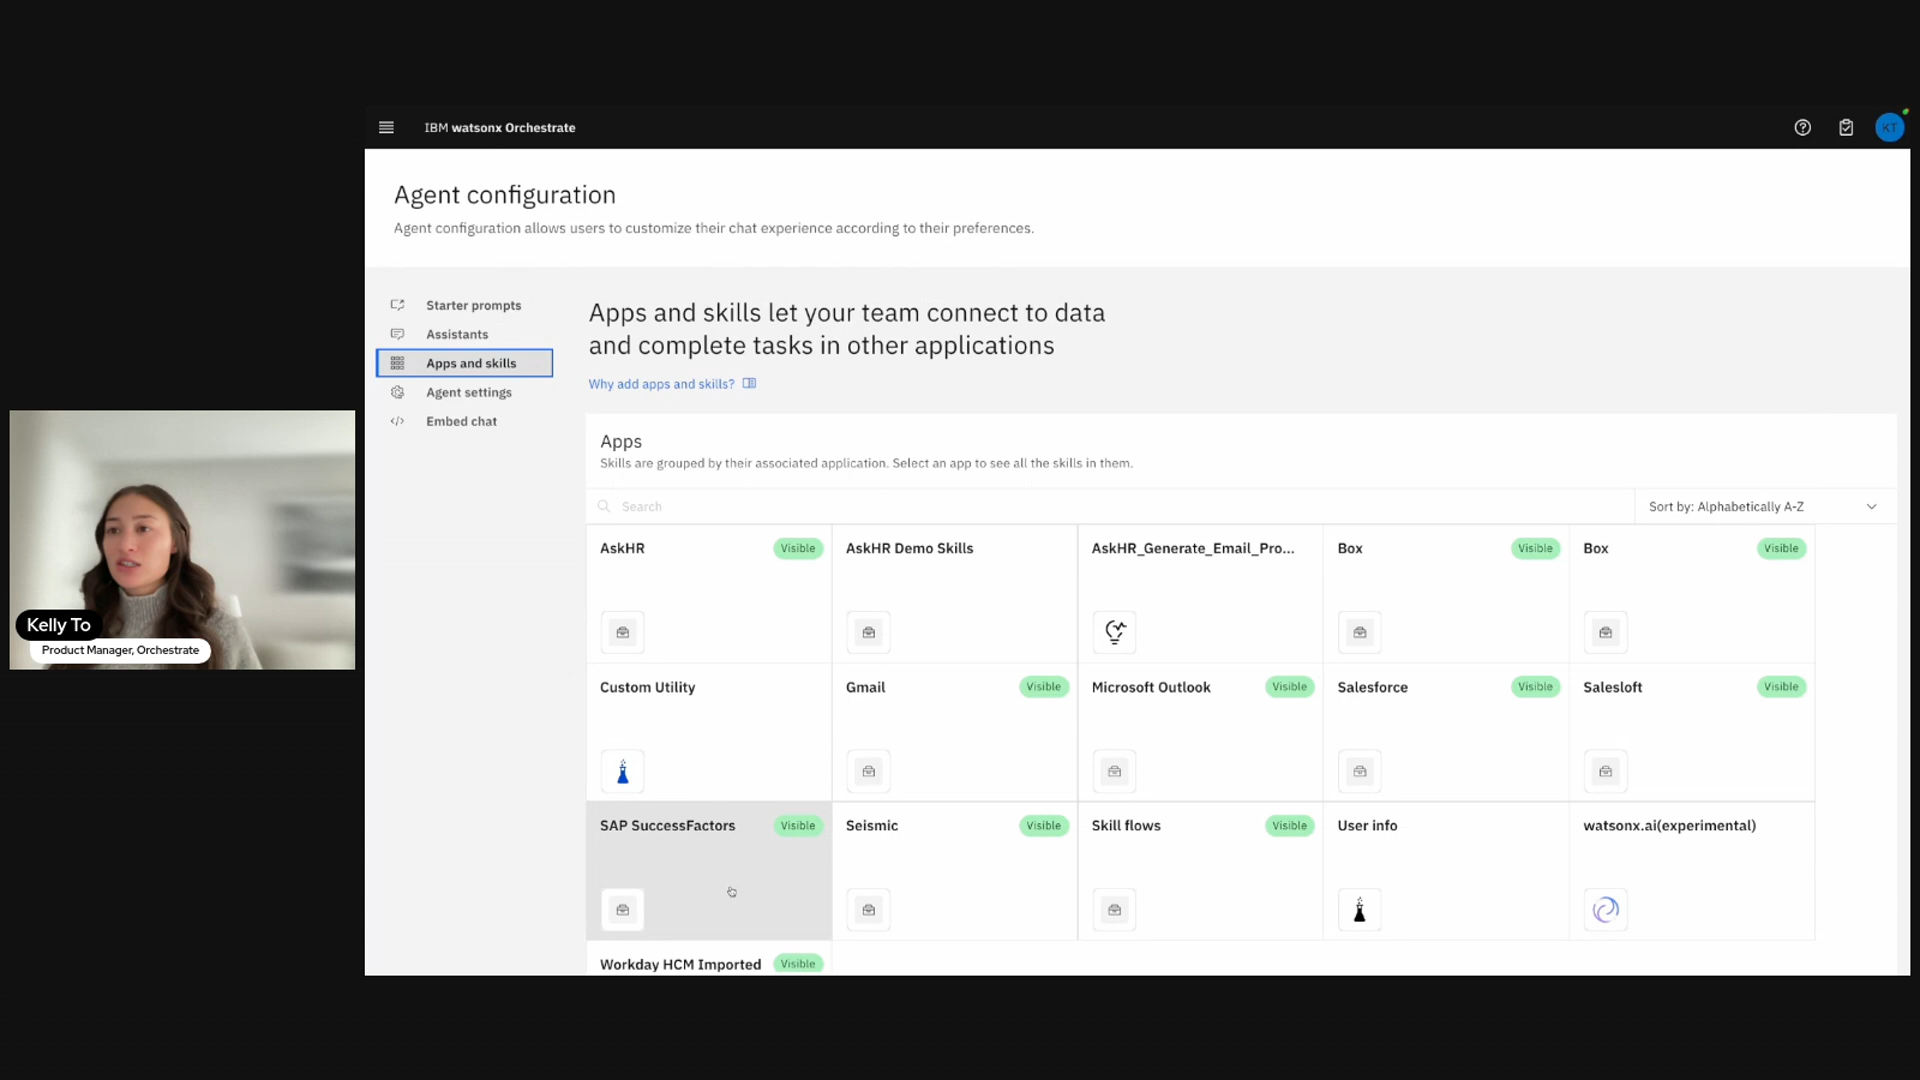 IBM watsonx Orchestrate
KT
Agent configuration
Agent configuration allows users to customize their chat experience according to their preferences.
Starter prompts
Assistants
Apps and skills
Agent settings
Embed chat
Apps and skills let your team connect to data
and complete tasks in other applications
Why add apps and skills?
Apps
Skills are grouped by their associated application. Select an app to see all the skills in them.
Search
Sort by: Alphabetically A-Z
AskHR Visible
AskHR Demo Skills
AskHR_Generate_Email_Pro...
Box Visible
Box Visible
Custom Utility
Gmail Visible
Microsoft Outlook Visible
Salesforce Visible
Salesloft Visible
SAP SuccessFactors Visible
Seismic Visible
Skill flows Visible
User info
watsonx.ai(experimental)
Workday HCM Imported Visible
Kelly To
Product Manager, Orchestrate